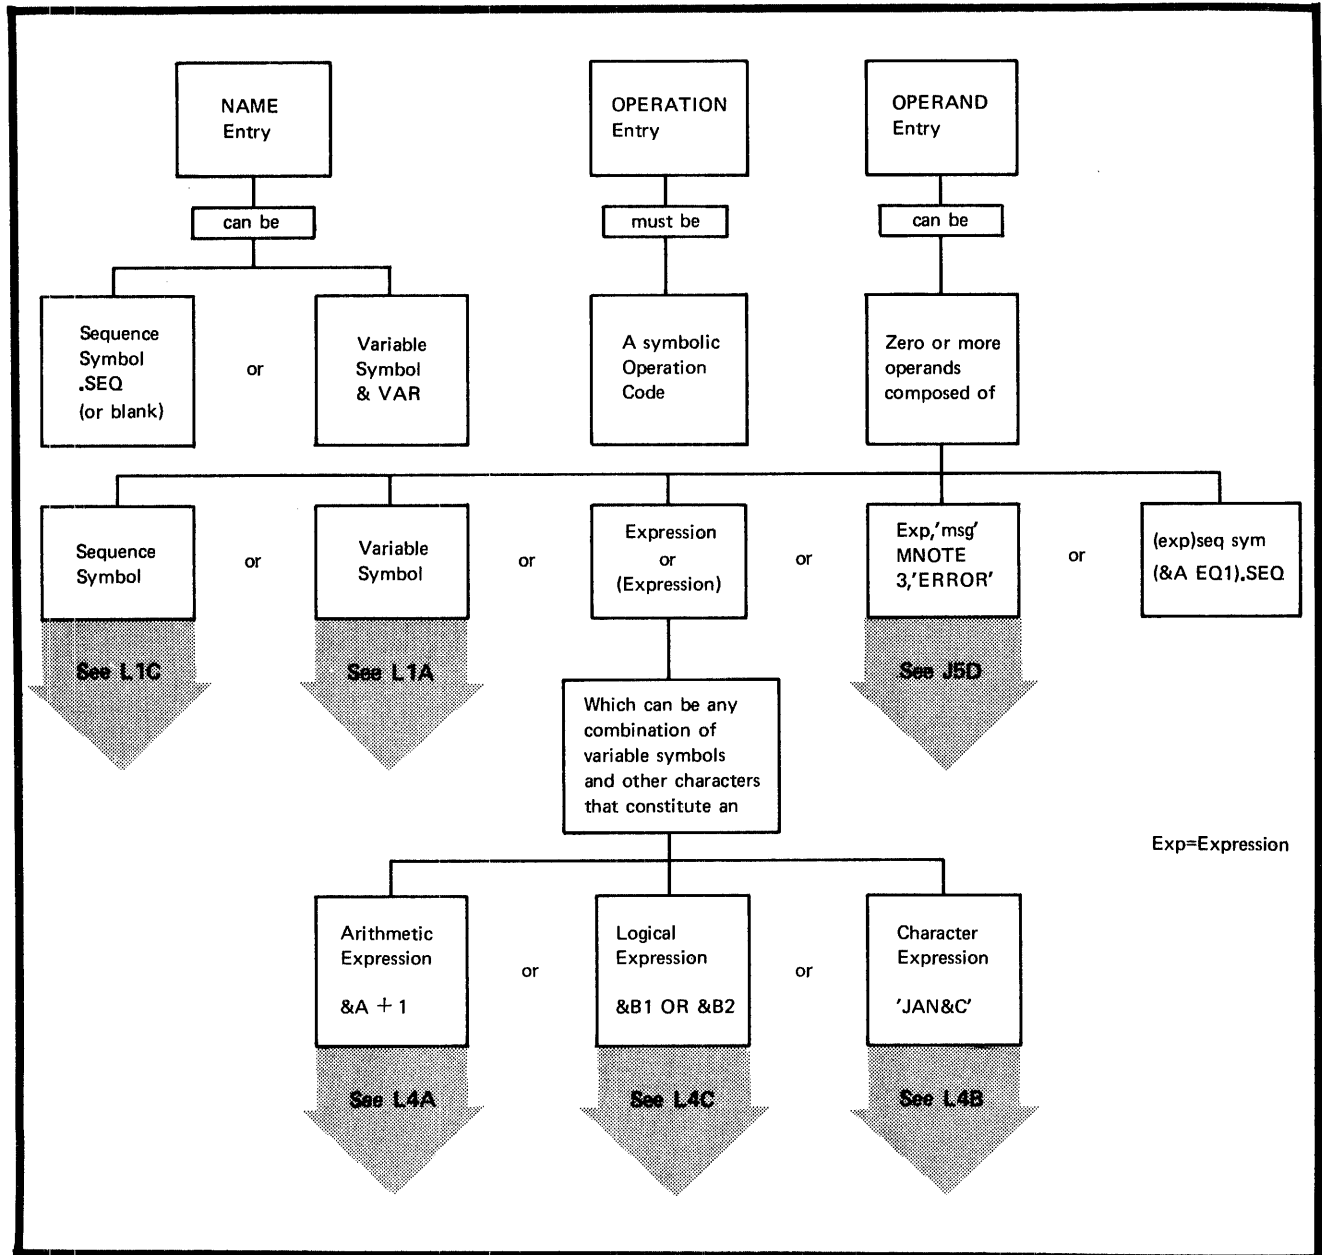 NAME
Entry
OPERATION
Entry
OPERAND
Entry
can be
must be
can be
Sequence
Symbol
.SEQ
(or blank)
or
Variable
Symbol
& VAR
A symbolic
Operation
Code
Zero or more
operands
composed of
Sequence
Symbol
or
Variable
Symbol
or
Expression
or
(Expression)
or
Exp,'msg'
MNOTE
3,'ERROR'
or
(exp)seq sym
(&A EQ1).SEQ
See L1C
See L1A
See J5D
Which can be any
combination of
variable symbols
and other characters
that constitute an
Exp=Expression
Arithmetic
Expression
&A + 1
or
Logical
Expression
&B1 OR &B2
or
Character
Expression
'JAN&C'
See L4A
See L4C
See L4B